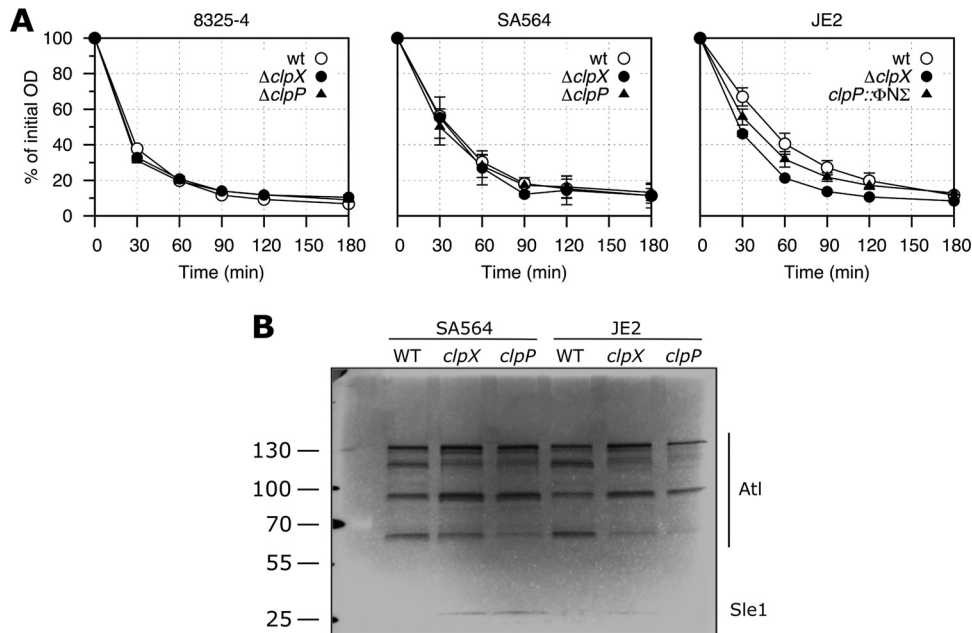 A
8325-4
SA564
JE2
wt
ΔclpX
ΔclpP
wt
ΔclpX
ΔclpP
wt
ΔclpX
clpP::ΦΝΣ
% of initial OD
100
80
60
40
20
0
0 30 60 90 120 150 180
0 30 60 90 120 150 180
0 30 60 90 120 150 180
Time (min)
Time (min)
Time (min)
B
SA564 JE2
WT clpX clpP WT clpX clpP
130
100
70
55
25
Atl
Sle1